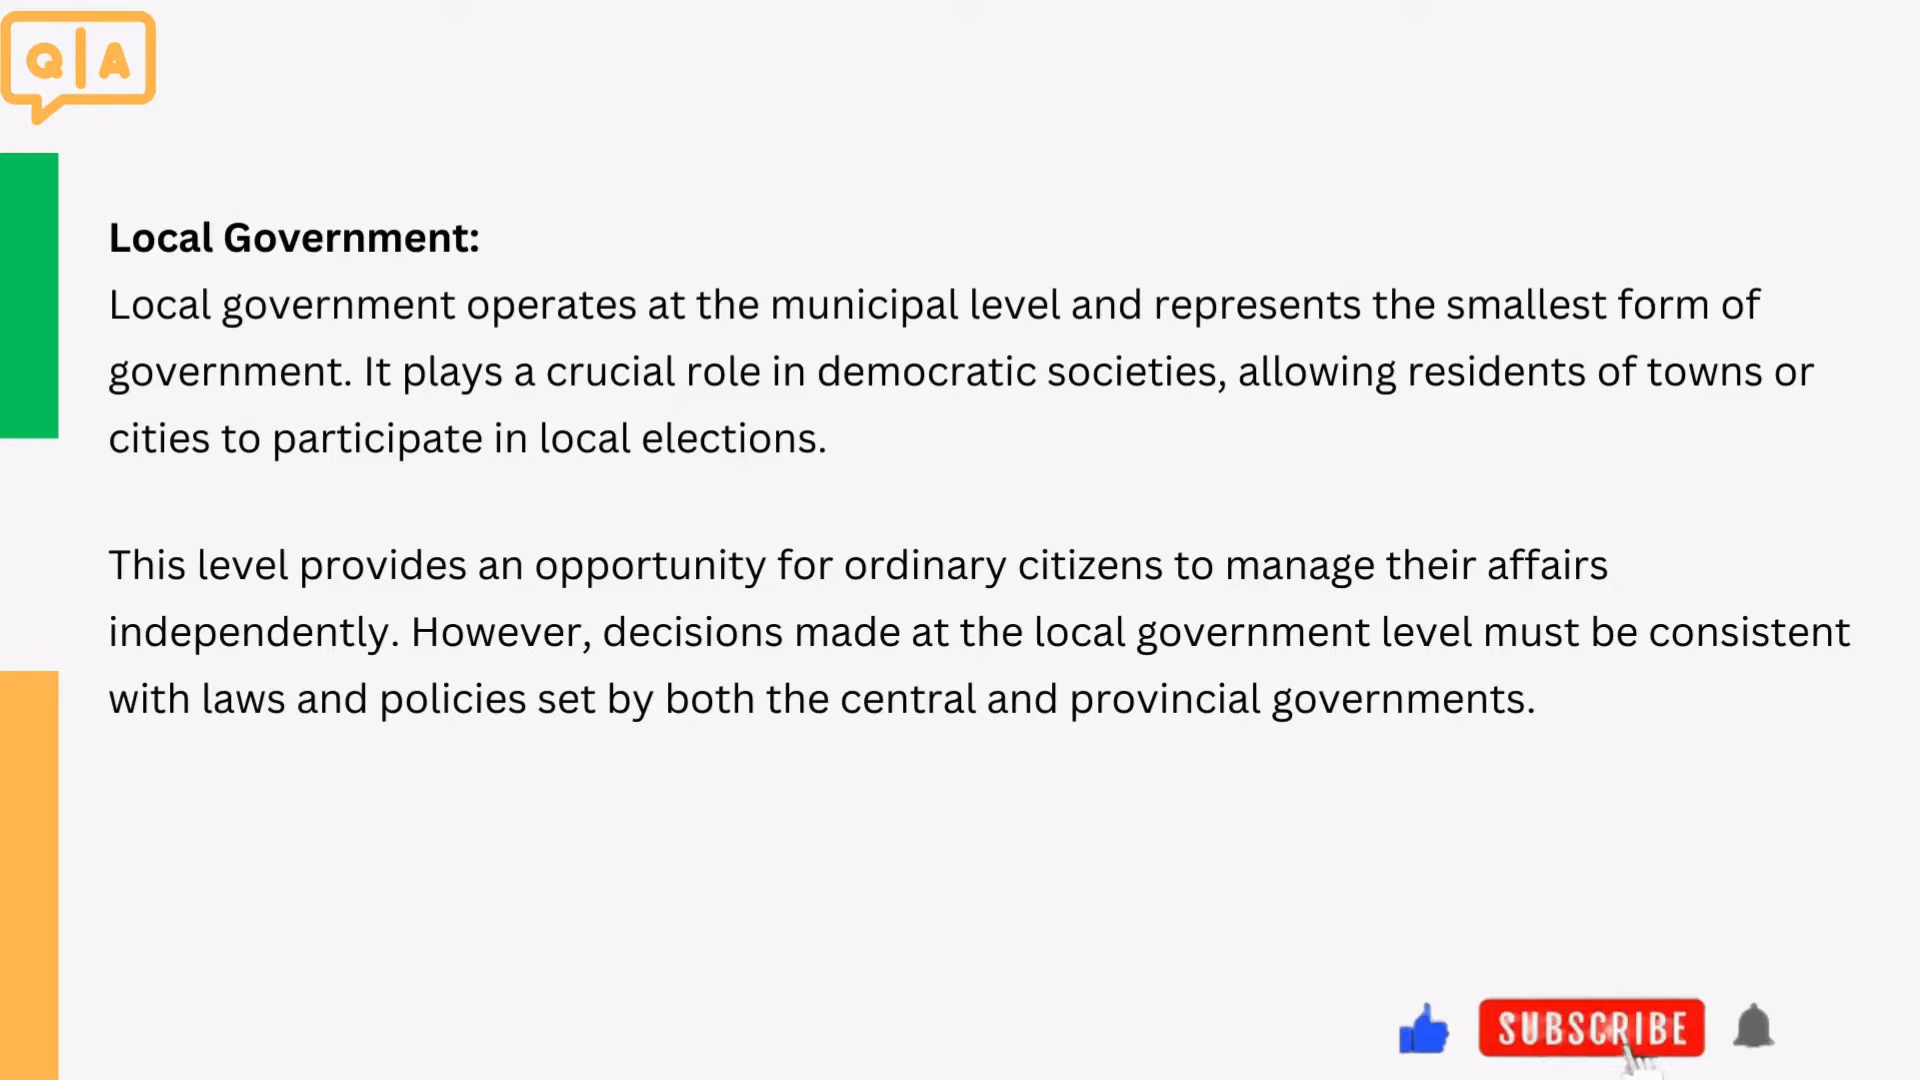 Q|A
Local Government:
Local government operates at the municipal level and represents the smallest form of
government. It plays a crucial role in democratic societies, allowing residents of towns or
cities to participate in local elections.
This level provides an opportunity for ordinary citizens to manage their affairs
independently. However, decisions made at the local government level must be consistent
with laws and policies set by both the central and provincial governments.
SUBSCRIBE